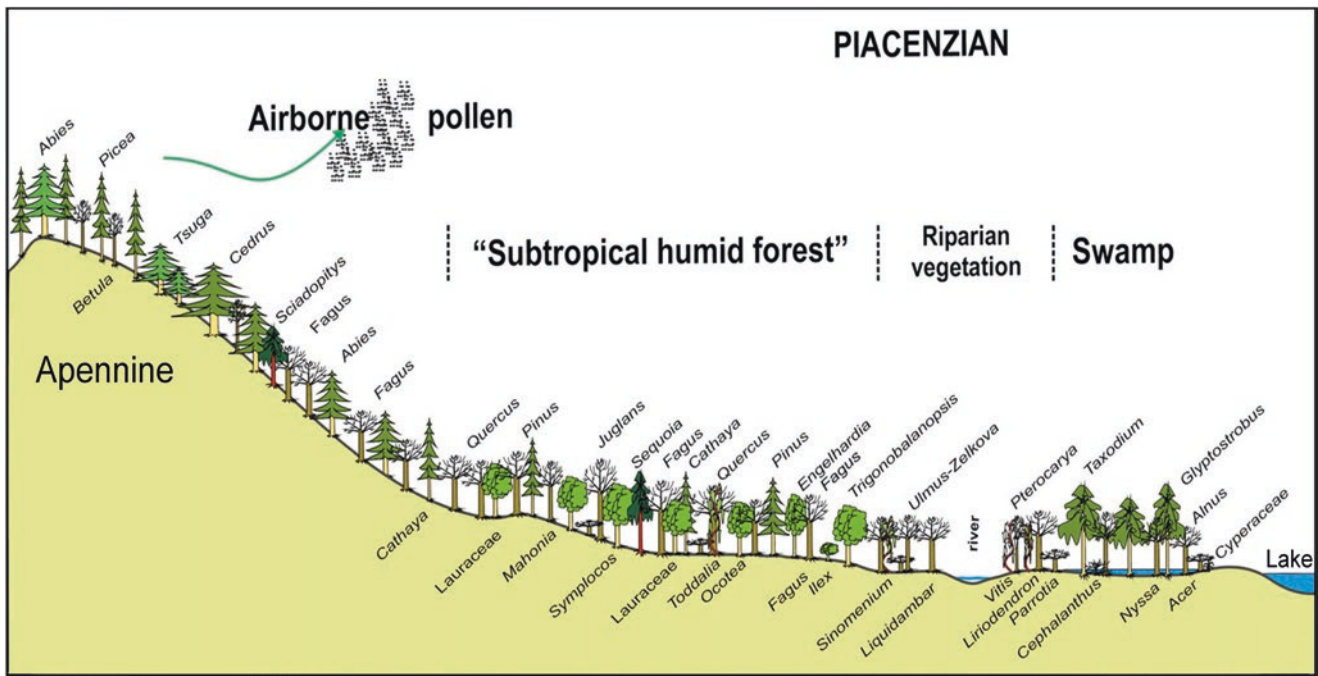 PIACENZIAN
Airborne pollen
Abies
Picea
Tsuga
Cedrus
Sciadopitys
Fagus
Abies
Fagus
Betula
"Subtropical humid forest"
Riparian
vegetation
Swamp
Apennine
Quercus
Pinus
Juglans
Sequoia
Fagus
Cathaya
Quercus
Pinus
Engelhardia
Fagus
Trigonobalanopsis
Ulmus-Zelkova
river
Pterocarya
Taxodium
Glyptostrobus
Alnus
Cyperaceae
Lake
Cathaya
Lauraceae
Mahonia
Symplocos
Lauraceae
Toddalia
Ocotea
Fagus
Ilex
Sinomenium
Liquidambar
Vitis
Liriodendron
Parrotia
Cephalanthus
Nyssa
Acer